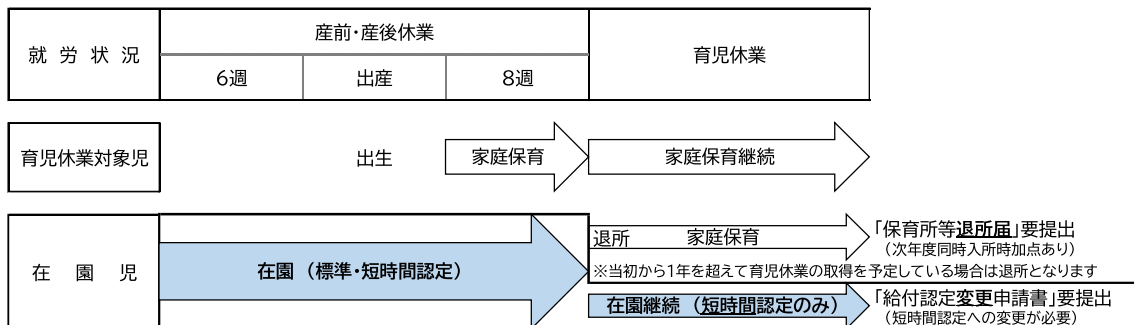 就労状況
産前・産後休業
育児休業
6週
出産
8週
育児休業対象児
出生
家庭保育
家庭保育継続
在園児
在園（標準・短時間認定）
退所
家庭保育
「保育所等退所届」要提出
（次年度同時入所時加点あり）
※当初から1年を超えて育児休業の取得を予定している場合は退所となります
在園継続（短時間認定のみ）
「給付認定変更申請書」要提出
（短時間認定への変更が必要）